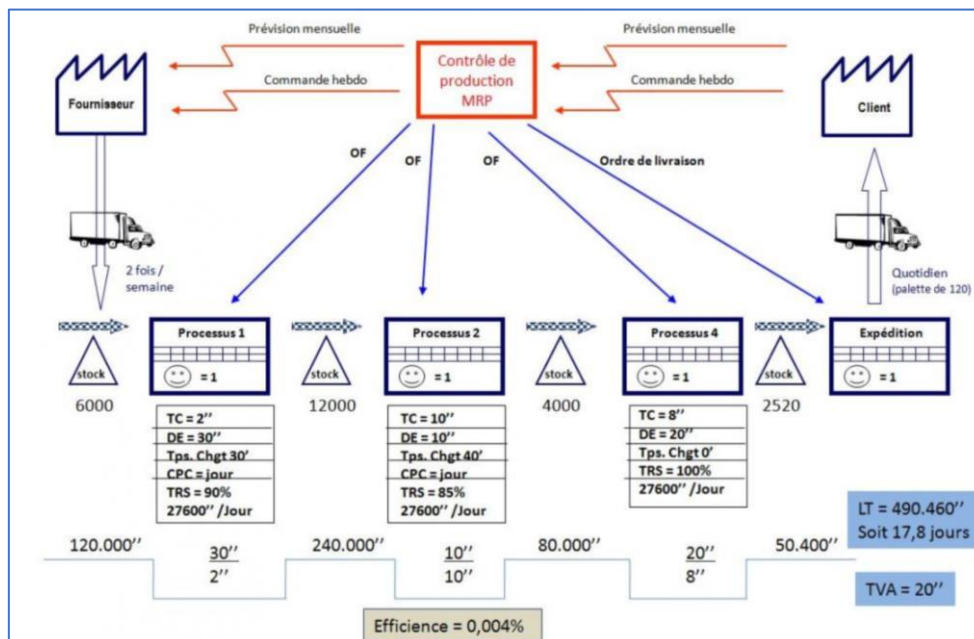 Prévision mensuelle
Prévision mensuelle
Contrôle de
production
MRP
Commande hebdo
Commande hebdo
Fournisseur
Client
OF
OF
OF
Ordre de livraison
2 fois /
semaine
Quotidien
(palette de 120)
Processus 1
Processus 2
Processus 4
Expédition
stock
= 1
stock
= 1
stock
= 1
stock
= 1
6000
12000
4000
2520
TC = 2’’
DE = 30’’
Tps. Chgt 30’
CPC = jour
TRS = 90%
27600’’ /Jour
TC = 10’’
DE = 10’’
Tps. Chgt 40’
CPC = jour
TRS = 85%
27600’’ /Jour
TC = 8’’
DE = 20’’
Tps. Chgt 0’
TRS = 100%
27600’’ /Jour
LT = 490.460’’
Soit 17,8 jours
120.000’’
30’’
2’’
240.000’’
10’’
10’’
80.000’’
20’’
8’’
50.400’’
TVA = 20’’
Efficience = 0,004%